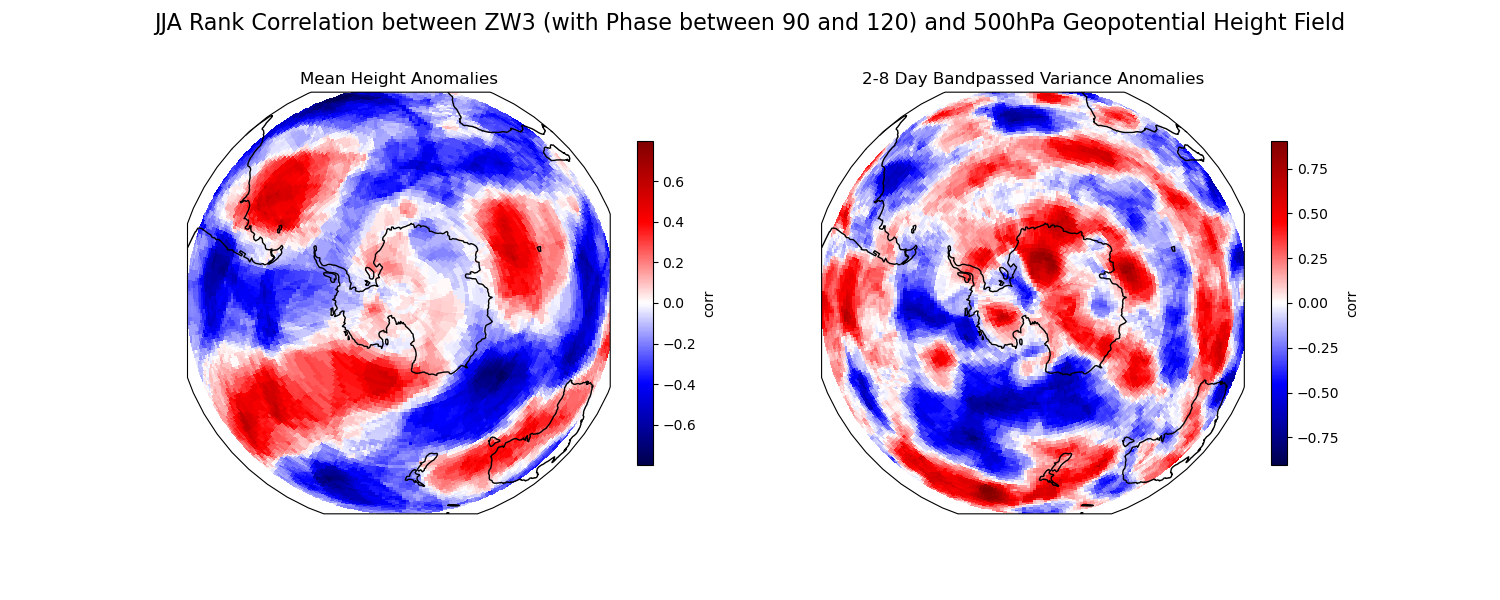 JJA Rank Correlation between ZW3 (with Phase between 90 and 120) and 500hPa Geopotential Height Field
Mean Height Anomalies
0.6
0.4
0.2
0.0
−0.2
−0.4
−0.6
corr
2-8 Day Bandpassed Variance Anomalies
0.75
0.50
0.25
0.00
−0.25
−0.50
−0.75
corr